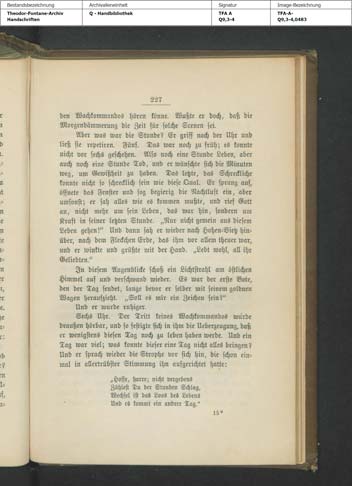 Bestandsbezeichnung
Theodor-Fontane-Archiv
Handschriften
Archivalieneinheit
Q - Handbibliothek
Signatur
TFA A
Q9,3-4
Image-Bezeichnung
TFA-A-
Q9,3-4,0483
227
den Wachkommandos hören könne. Wußte er doch, daß die
Morgendämmerung die Zeit für solche Scenen sei.
Aber was war die Stunde? Er griff nach der Uhr und
ließ sie repetiren. Fünf. Das war noch zu früh; es konnte
nicht vor sechs geschehen. Also noch eine Stunde Leben, aber
auch noch eine Stunde Tod, und er wünschte sich die Minuten
weg, um Gewißheit zu haben. Das letzte, das Schreckliche
konnte nicht so schrecklich sein wie diese Qual. Er sprang auf,
öffnete das Fenster und sog begierig die Nachtluft ein, aber
umsonst; er sah alles wie es kommen mußte, und rief Gott
an, nicht mehr um sein Leben, das war hin, sondern um
Kraft in seiner letzten Stunde. „Nur nicht gemein aus diesem
Leben gehen!“ Und dann sah er wieder nach Hohen-Vietz hin-
über, nach dem Fleckchen Erde, das ihm vor allem theuer war,
und er winkte und grüßte mit der Hand. „Lebt wohl, all ihr
Geliebten.“
In diesem Augenblicke schoß ein Lichtstrahl am östlichen
Himmel auf und verschwand wieder. Es war der erste Bote,
den der Tag sendet, lange bevor er selber mit seinem goldenen
Wagen heraufzieht. „Soll es mir ein Zeichen sein?“
Und er wurde ruhiger.
Sechs Uhr. Der Tritt keines Wachkommandos wurde
draußen hörbar, und so festigte sich in ihm die Ueberzeugung, daß
er wenigstens diesen Tag noch zu leben haben werde. Und ein
Tag war viel; was konnte dieser eine Tag nicht alles bringen?
Und er sprach wieder die Strophe vor sich hin, die schon ein-
mal in allertrübster Stimmung ihn aufgerichtet hatte:
„Hoffe, harre; nicht vergebens
Zählest Du der Stunden Schlag,
Wechsel ist das Loos des Lebens
Und es kommt ein andrer Tag.“
15*